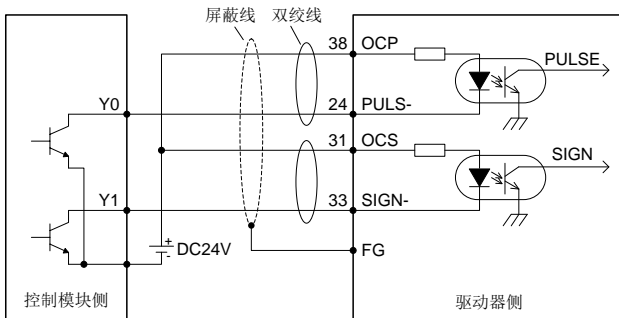 屏蔽线 双绞线
38 OCP
PULSE
Y0 24 PULS-
31 OCS
SIGN
Y1 33 SIGN-
+
DC24V
-
FG
控制模块侧 驱动器侧